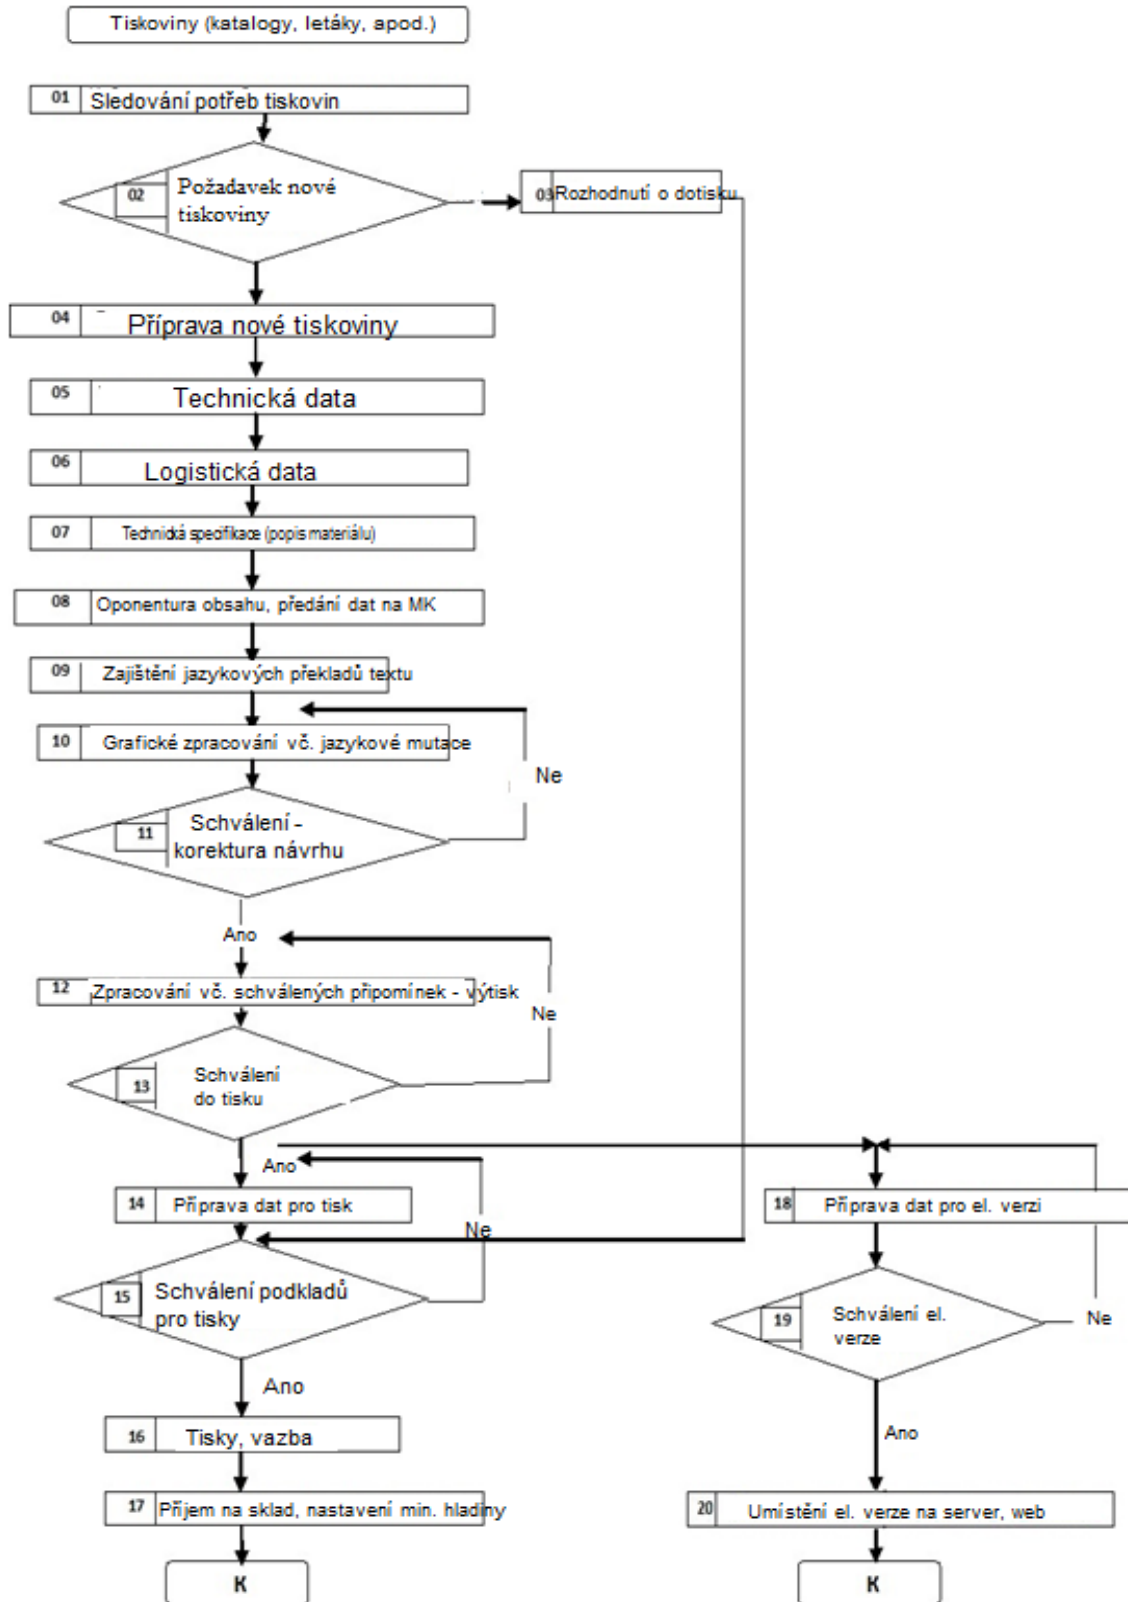 Tiskoviny (katalogy, letáky, apod.)
01 Sledování potřeb tiskovin
02 Požadavek nové
tiskoviny
03 Rozhodnutí o dotisku
04 Příprava nové tiskoviny
05 Technická data
06 Logistická data
07 Technická specifikace (popis materiálu)
08 Oponentura obsahu, předání dat na MK
09 Zajištění jazykových překladů textu
10 Grafické zpracování vč. jazykové mutace
Ne
11 Schválení -
korektura návrhu
Ano
12 Zpracování vč. schválených připomínek - výtisk
Ne
13 Schválení
do tisku
Ano
14 Příprava dat pro tisk
Ne
15 Schválení podkladů
pro tisky
Ano
16 Tisky, vazba
17 Příjem na sklad, nastavení min. hladiny
K
18 Příprava dat pro el. verzi
19 Schválení el.
verze
Ne
Ano
20 Umístění el. verze na server, web
K